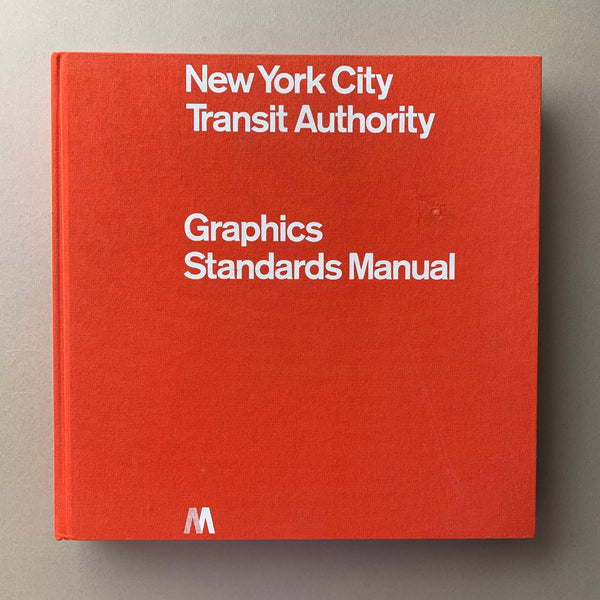 New York City
Transit Authority
Graphics
Standards Manual
M